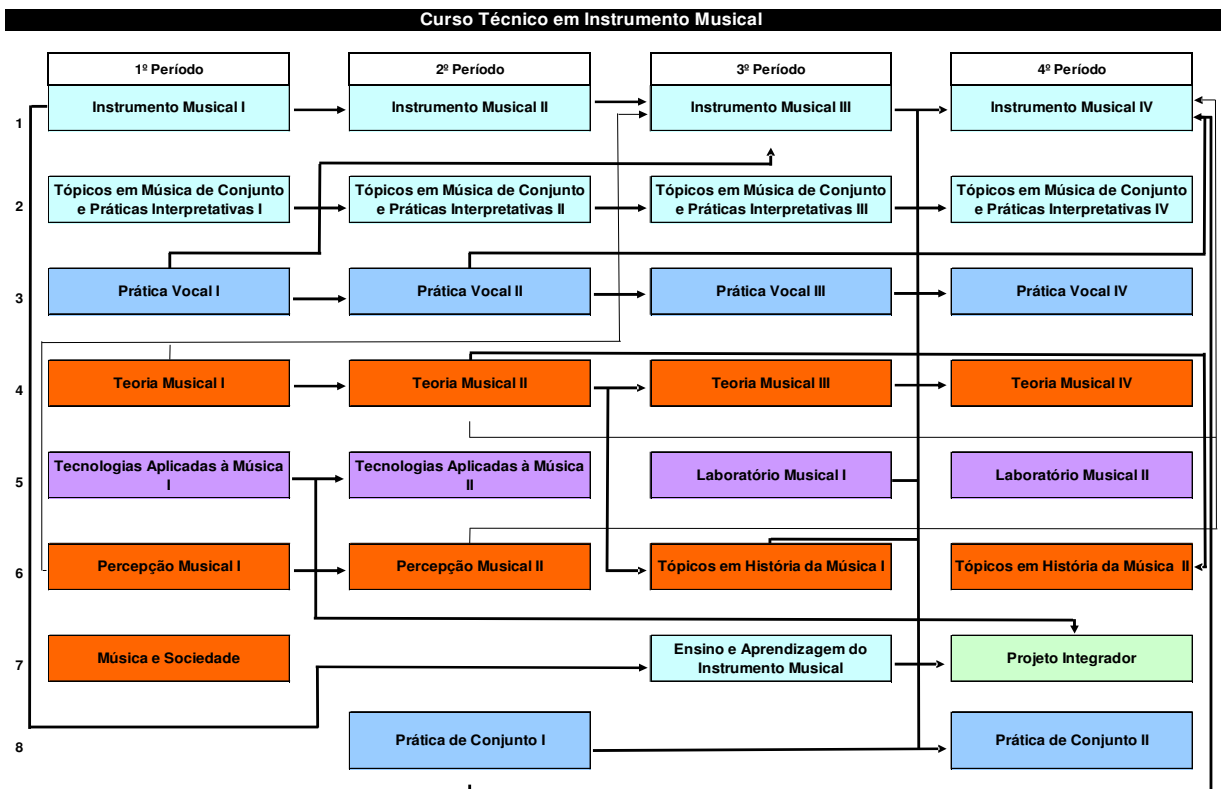 Curso Técnico em Instrumento Musical
1º Período
2º Período
3º Período
4º Período
1
Instrumento Musical I
Instrumento Musical II
Instrumento Musical III
Instrumento Musical IV
2
Tópicos em Música de Conjunto
e Práticas Interpretativas I
Tópicos em Música de Conjunto
e Práticas Interpretativas II
Tópicos em Música de Conjunto
e Práticas Interpretativas III
Tópicos em Música de Conjunto
e Práticas Interpretativas IV
3
Prática Vocal I
Prática Vocal II
Prática Vocal III
Prática Vocal IV
4
Teoria Musical I
Teoria Musical II
Teoria Musical III
Teoria Musical IV
5
Tecnologias Aplicadas à Música
I
Tecnologias Aplicadas à Música
II
Laboratório Musical I
Laboratório Musical II
6
Percepção Musical I
Percepção Musical II
Tópicos em História da Música I
Tópicos em História da Música II
7
Música e Sociedade
Ensino e Aprendizagem do
Instrumento Musical
Projeto Integrador
8
Prática de Conjunto I
Prática de Conjunto II